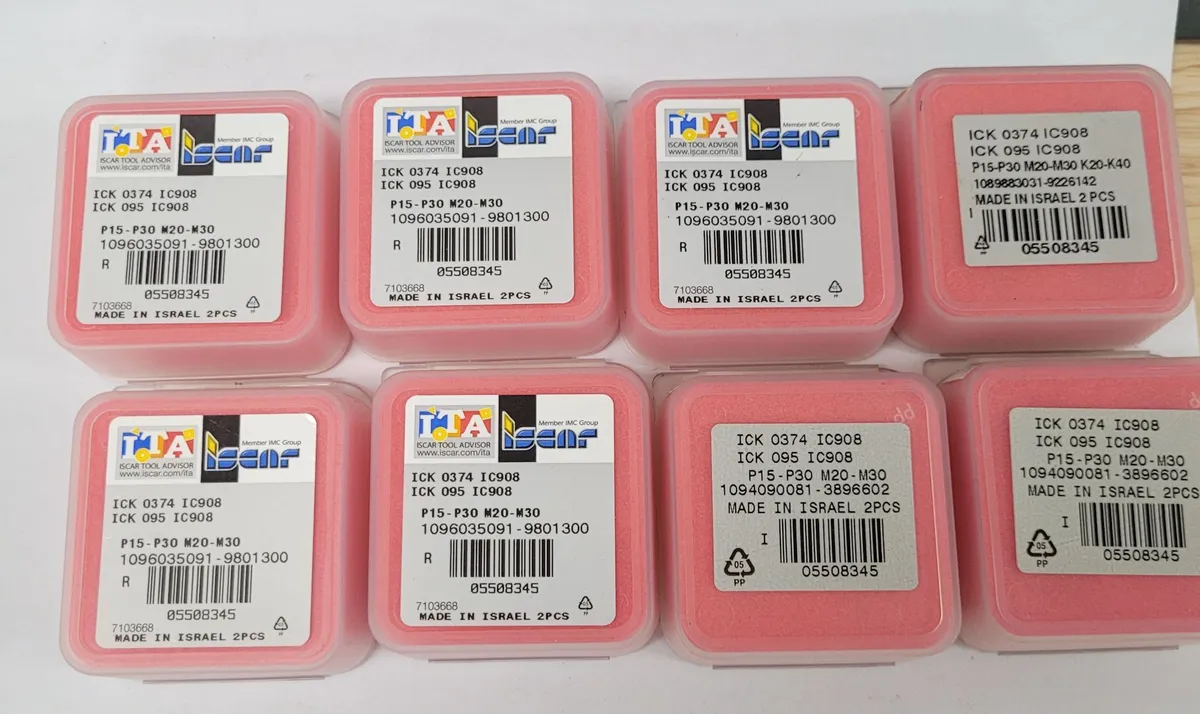 ITA
ISCAR TOOL ADVISOR
www.iscar.com/ita
Member IMC Group
iscar
ICK 0374 IC908
ICK 095 IC908
P15-P30 M20-M30
1096035091-9801300
R
05508345
7103668
MADE IN ISRAEL 2PCS
PP
ITA
ISCAR TOOL ADVISOR
www.iscar.com/ita
Member IMC Group
iscar
ICK 0374 IC908
ICK 095 IC908
P15-P30 M20-M30
1096035091-9801300
R
05508345
7103668
MADE IN ISRAEL 2PCS
PP
ITA
ISCAR TOOL ADVISOR
www.iscar.com/ita
Member IMC Group
iscar
ICK 0374 IC908
ICK 095 IC908
P15-P30 M20-M30
1096035091-9801300
R
05508345
7103668
MADE IN ISRAEL 2PCS
PP
ICK 0374 IC908
ICK 095 IC908
P15-P30 M20-M30 K20-K40
1089883031-9226142
MADE IN ISRAEL 2 PCS
I
05508345
ITA
ISCAR TOOL ADVISOR
www.iscar.com/ita
Member IMC Group
iscar
ICK 0374 IC908
ICK 095 IC908
P15-P30 M20-M30
1096035091-9801300
R
05508345
7103668
MADE IN ISRAEL 2PCS
PP
ITA
ISCAR TOOL ADVISOR
www.iscar.com/ita
Member IMC Group
iscar
ICK 0374 IC908
ICK 095 IC908
P15-P30 M20-M30
1096035091-9801300
R
05508345
7103668
MADE IN ISRAEL 2PCS
PP
ICK 0374 IC908
ICK 095 IC908
P15-P30 M20-M30
1094090081-3896602
MADE IN ISRAEL 2PCS
I
05
PP
05508345
ICK 0374 IC908
ICK 095 IC908
P15-P30 M20-M30
1094090081-3896602
MADE IN ISRAEL 2PCS
I
05
PP
05508345